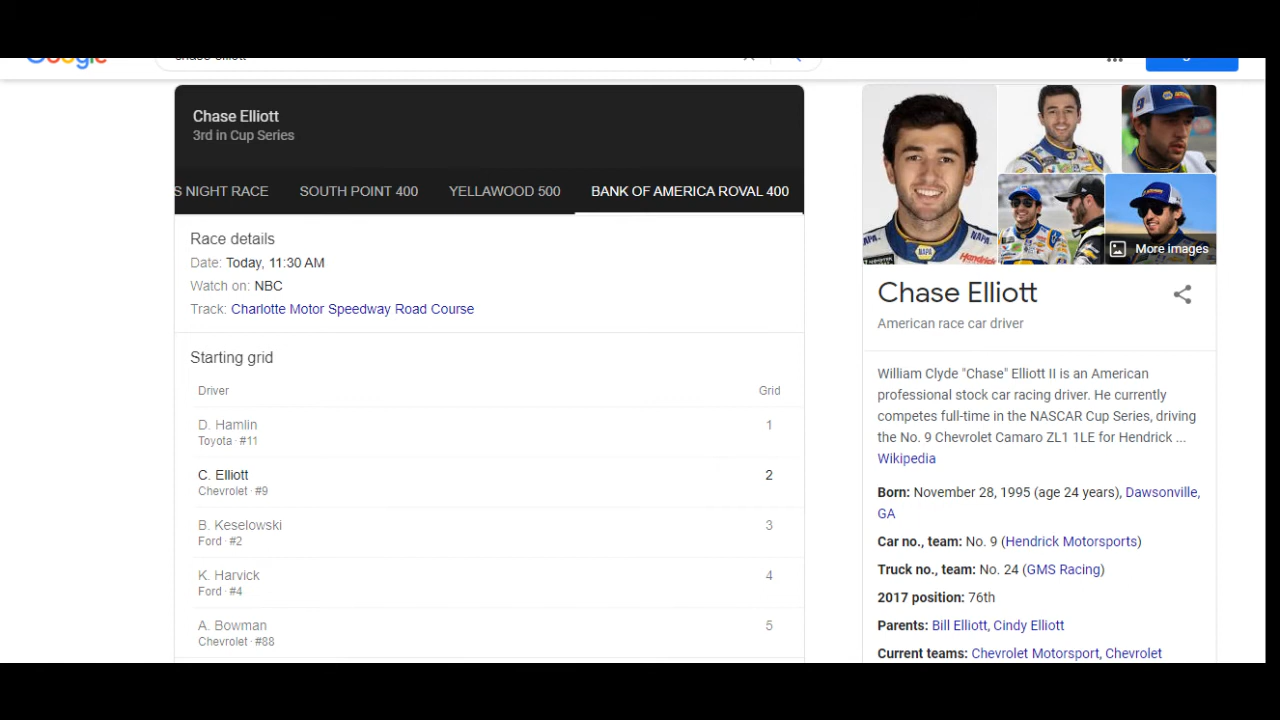 Google
chase elliott
Chase Elliott
3rd in Cup Series
S NIGHT RACE
SOUTH POINT 400
YELLAWOOD 500
BANK OF AMERICA ROVAL 400
Race details
Date: Today, 11:30 AM
Watch on: NBC
Track: Charlotte Motor Speedway Road Course
Starting grid
Driver Grid
D. Hamlin 1
Toyota · #11
C. Elliott 2
Chevrolet · #9
B. Keselowski 3
Ford · #2
K. Harvick 4
Ford · #4
A. Bowman 5
Chevrolet · #88
NAPA
NAPA
NAPA
Hendrick
More images
Chase Elliott
American race car driver
William Clyde "Chase" Elliott II is an American
professional stock car racing driver. He currently
competes full-time in the NASCAR Cup Series, driving
the No. 9 Chevrolet Camaro ZL1 1LE for Hendrick ...
Wikipedia
Born: November 28, 1995 (age 24 years), Dawsonville,
GA
Car no., team: No. 9 (Hendrick Motorsports)
Truck no., team: No. 24 (GMS Racing)
2017 position: 76th
Parents: Bill Elliott, Cindy Elliott
Current teams: Chevrolet Motorsport, Chevrolet